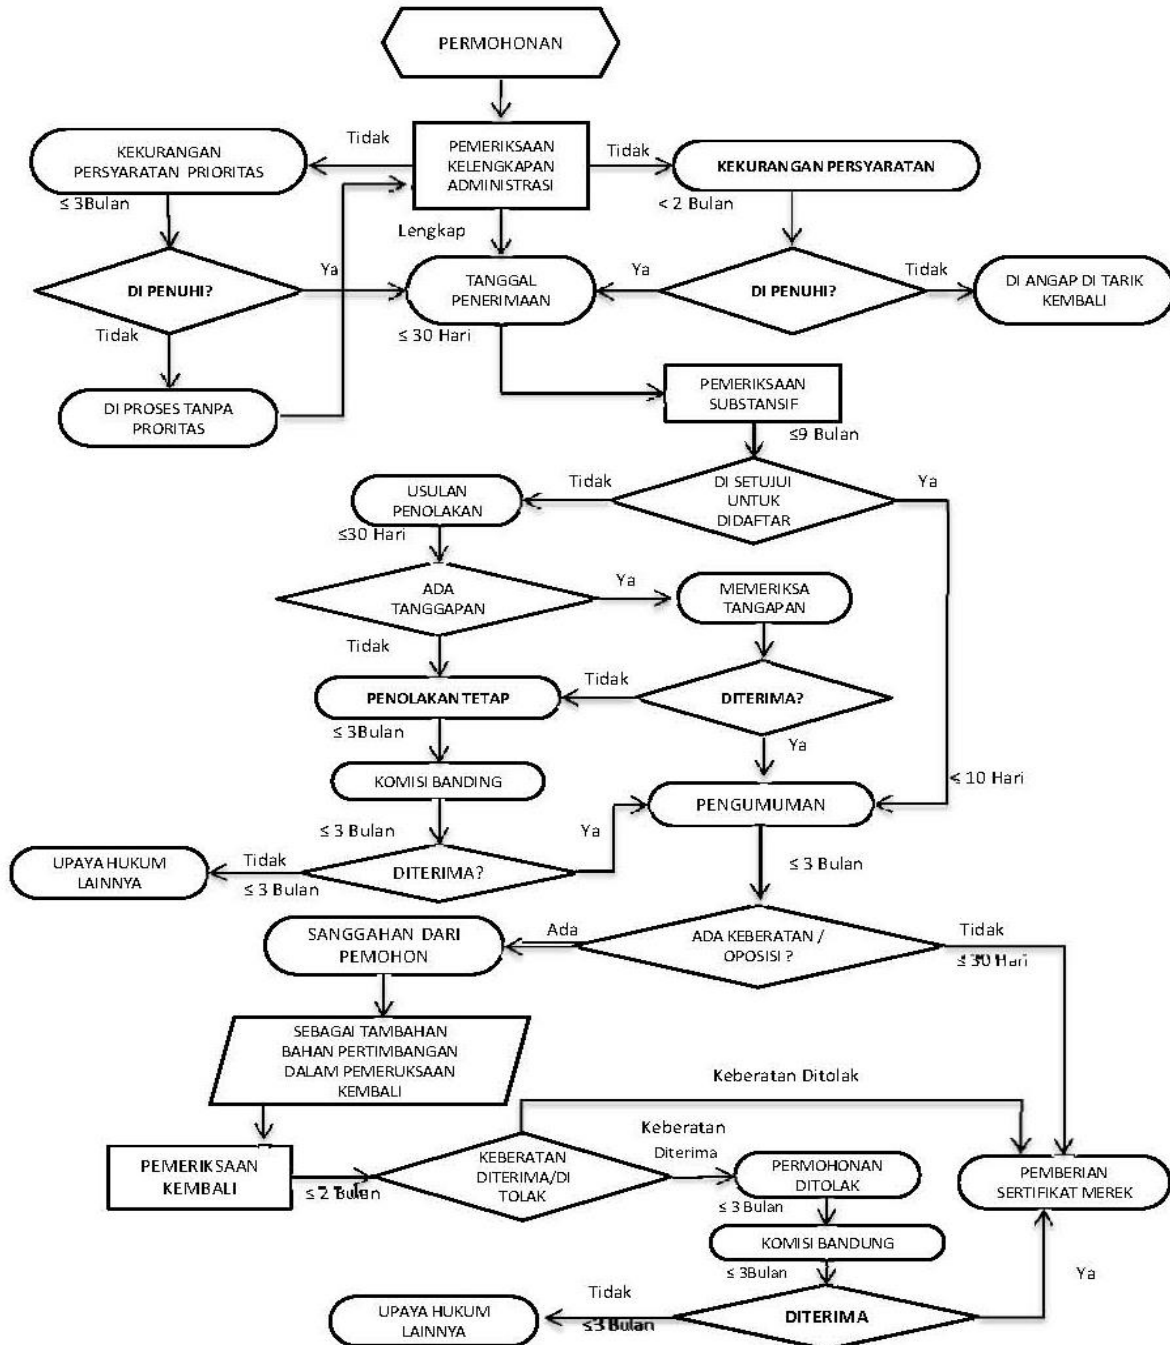 PERMOHONAN
Tidak
PEMERIKSAAN
KELENGKAPAN
ADMINISTRASI
Tidak
KEKURANGAN
PERSYARATAN PRIORITAS
KEKURANGAN PERSYARATAN
≤ 3Bulan
< 2 Bulan
Lengkap
DI PENUHI?
Ya
TANGGAL
PENERIMAAN
Ya
DI PENUHI?
Tidak
DI ANGAP DI TARIK
KEMBALI
Tidak
≤ 30 Hari
DI PROSES TANPA
PRORITAS
PEMERIKSAAN
SUBSTANSIF
≤9 Bulan
USULAN
PENOLAKAN
Tidak
DI SETUJUI
UNTUK
DIDAFTAR
Ya
≤30 Hari
ADA
TANGGAPAN
Ya
MEMERIKSA
TANGAPAN
Tidak
PENOLAKAN TETAP
Tidak
DITERIMA?
≤ 3Bulan
Ya
KOMISI BANDING
PENGUMUMAN
≤ 10 Hari
≤ 3 Bulan
Ya
UPAYA HUKUM
LAINNYA
Tidak
≤ 3 Bulan
DITERIMA?
≤ 3 Bulan
SANGGAHAN DARI
PEMOHON
Ada
ADA KEBERATAN /
OPOSISI ?
Tidak
≤ 30 Hari
SEBAGAI TAMBAHAN
BAHAN PERTIMBANGAN
DALAM PEMERUKSAAN
KEMBALI
Keberatan Ditolak
PEMERIKSAAN
KEMBALI
≤ 2 Bulan
KEBERATAN
DITERIMA/DI
TOLAK
Keberatan
Diterima
PERMOHONAN
DITOLAK
PEMBERIAN
SERTIFIKAT MEREK
≤ 3Bulan
KOMISI BANDUNG
≤ 3Bulan
Ya
UPAYA HUKUM
LAINNYA
Tidak
≤3 Bulan
DITERIMA